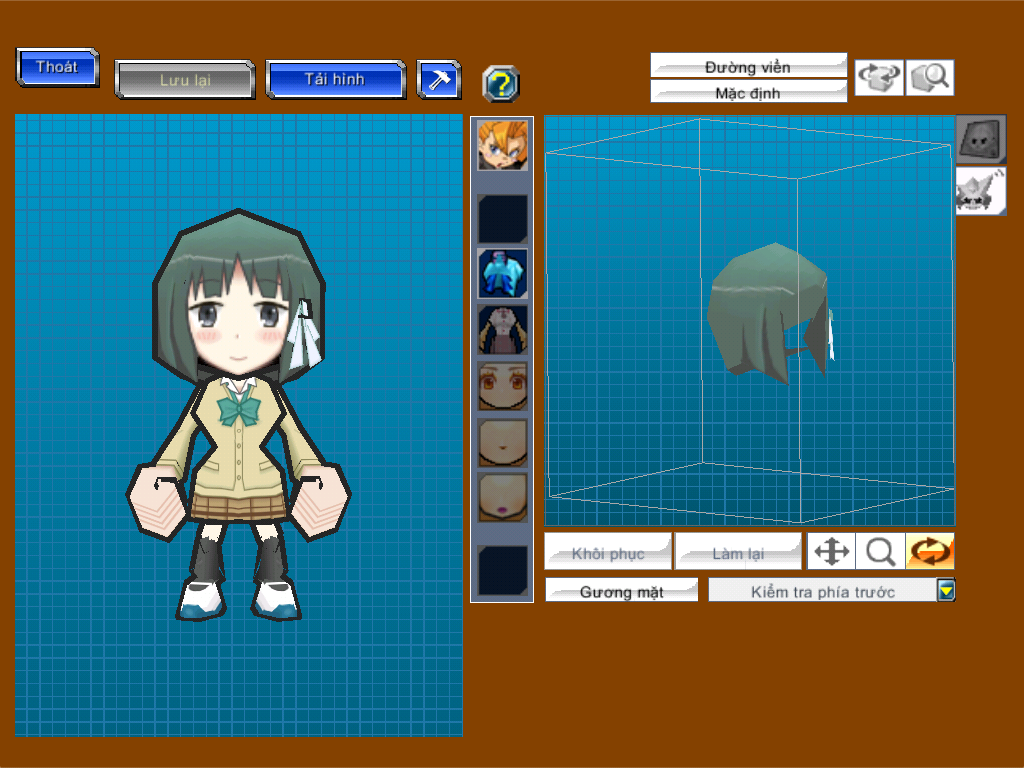 Thoát
Lưu lại
Tải hình
Đường viền
Mặc định
Khôi phục
Làm lại
Gương mặt
Kiểm tra phía trước